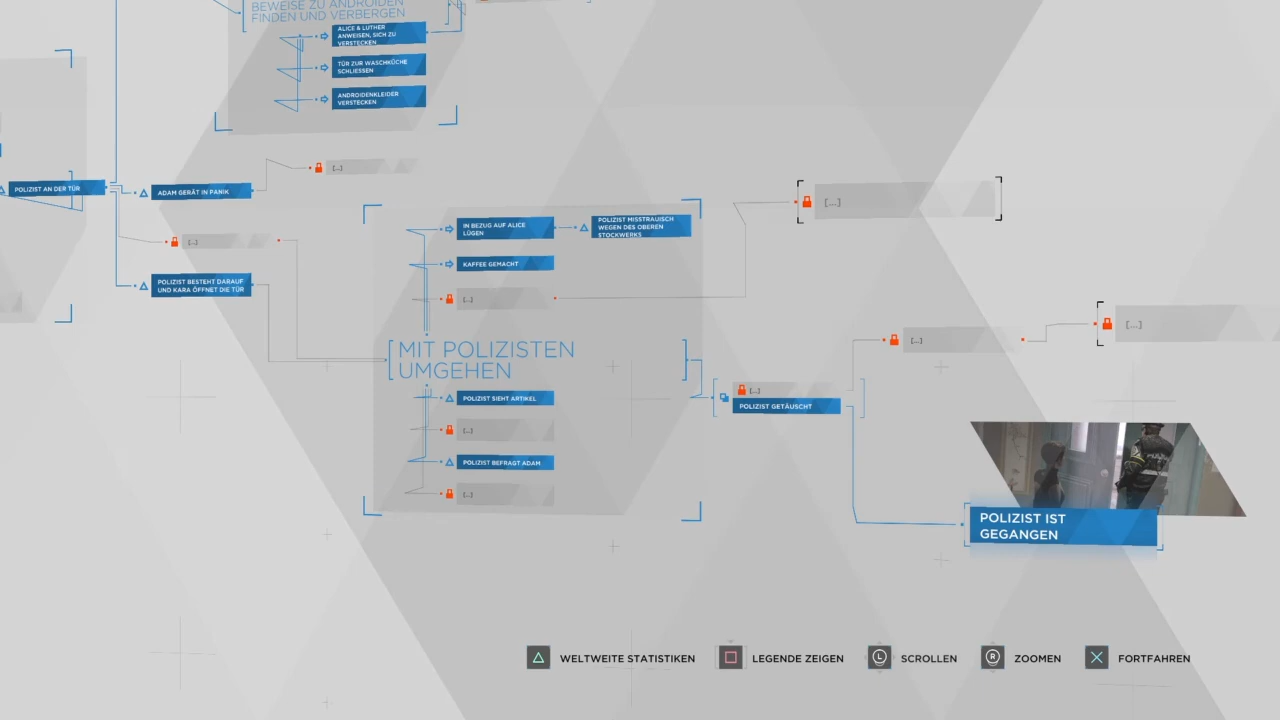 BEWEISE ZU ANDROIDEN
FINDEN UND VERBERGEN
ALICE & LUTHER
ANWEISEN, SICH ZU
VERSTECKEN
TÜR ZUR WASCHKÜCHE
SCHLIESSEN
ANDROIDENKLEIDER
VERSTECKEN
POLIZIST AN DER TÜR
ADAM GERÄT IN PANIK
[...]
[...]
POLIZIST BESTEHT DARAUF
UND KARA ÖFFNET DIE TÜR
IN BEZUG AUF ALICE
LÜGEN
POLIZIST MISSTRAUISCH
WEGEN DES OBEREN
STOCKWERKS
KAFFEE GEMACHT
[...]
[...]
MIT POLIZISTEN
UMGEHEN
POLIZIST SIEHT ARTIKEL
[...]
POLIZIST BEFRAGT ADAM
[...]
[...]
POLIZIST GETÄUSCHT
[...]
[...]
POLIZIST IST
GEGANGEN
WELTWEITE STATISTIKEN
LEGENDE ZEIGEN
L
SCROLLEN
R
ZOOMEN
FORTFAHREN